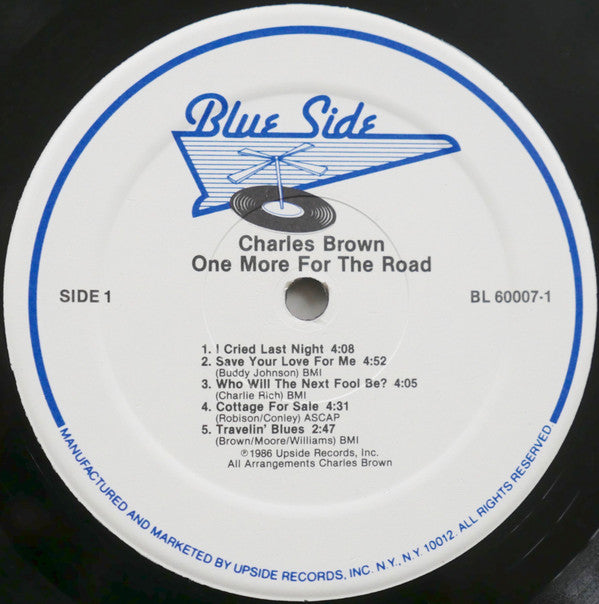 Blue Side
Charles Brown
One More For The Road
SIDE 1
BL 60007-1
1. I Cried Last Night 4:08
2. Save Your Love For Me 4:52
(Buddy Johnson) BMI
3. Who Will The Next Fool Be? 4:05
(Charlie Rich) BMI
4. Cottage For Sale 4:31
(Robison/Conley) ASCAP
5. Travelin' Blues 2:47
(Brown/Moore/Williams) BMI
℗1986 Upside Records, Inc.
All Arrangements Charles Brown
MANUFACTURED AND MARKETED BY UPSIDE RECORDS, INC. N.Y., N.Y. 10012. ALL RIGHTS RESERVED